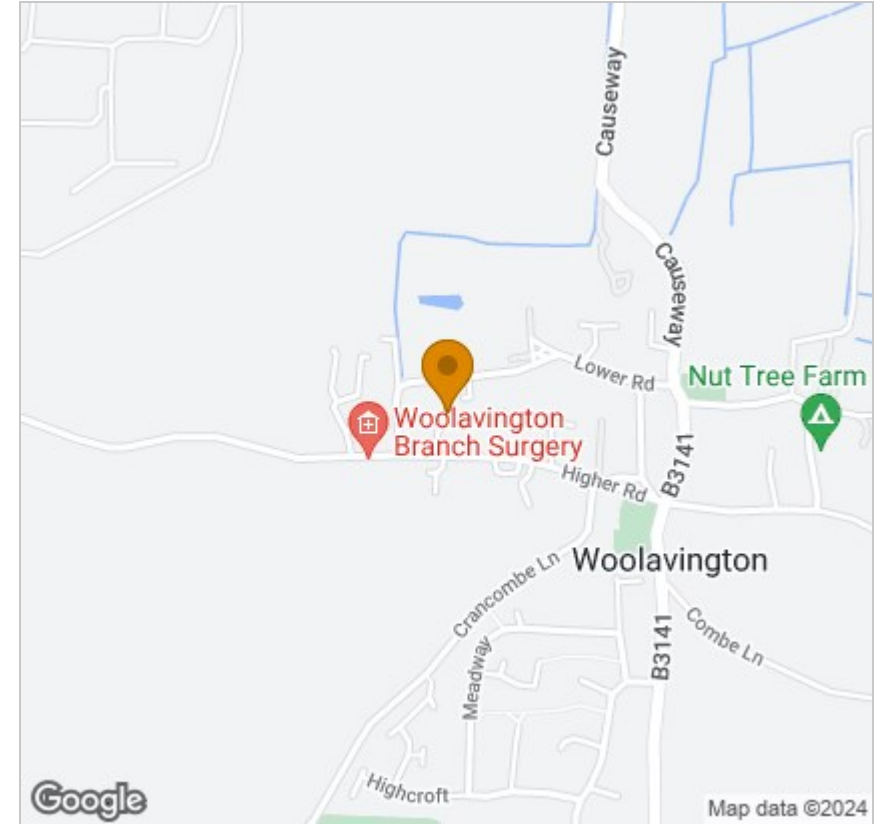 Causeway
Causeway
Lower Rd
Nut Tree Farm
Woolavington
Branch Surgery
Higher Rd
B3141
Woolavington
Crancombe Ln
Combe Ln
Meadway
B3141
Highcroft
Google
Map data ©2024